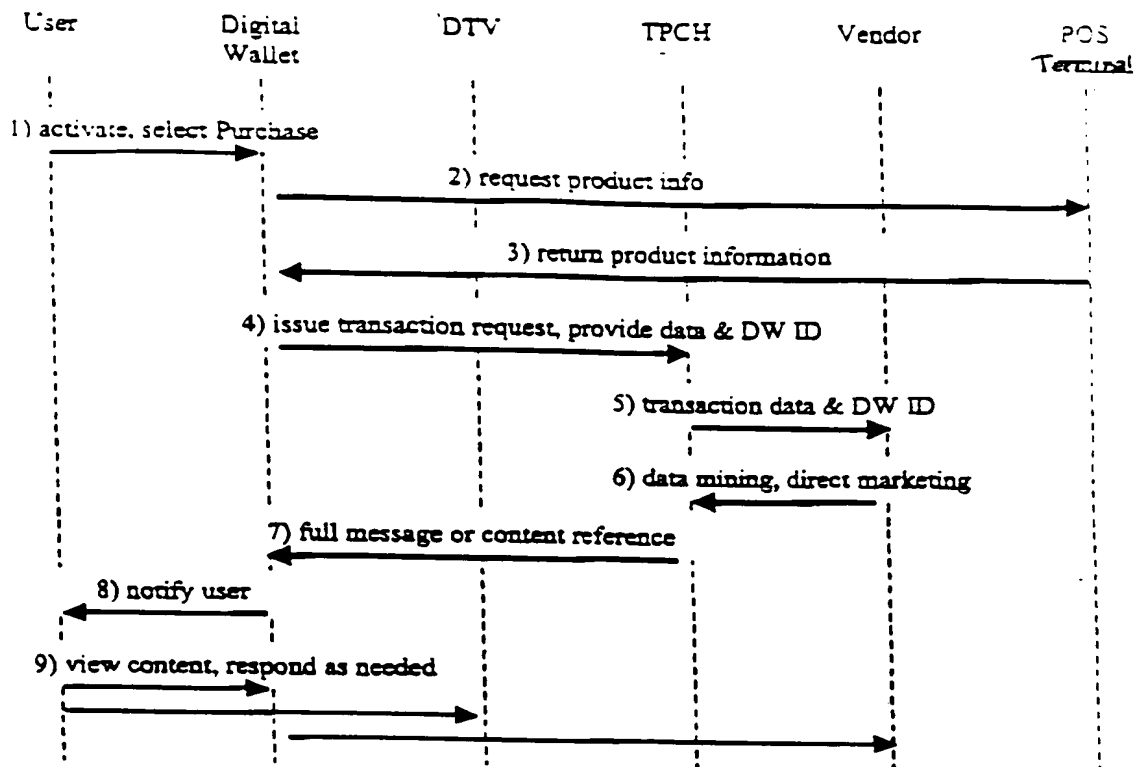 User Digital Wallet DTV TPCH Vendor POS Terminal
1) activate, select Purchase
2) request product info
3) return product information
4) issue transaction request, provide data & DW ID
5) transaction data & DW ID
6) data mining, direct marketing
7) full message or content reference
8) notify user
9) view content, respond as needed